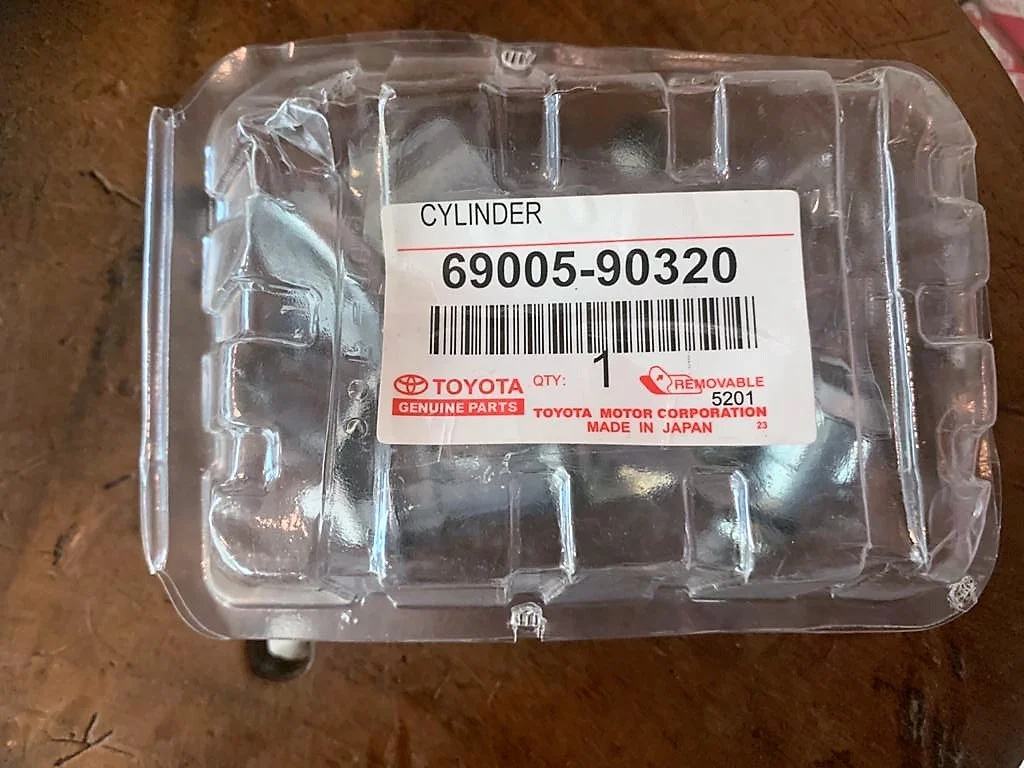 CYLINDER
69005-90320
TOYOTA QTY: 1 REMOVABLE
GENUINE PARTS 5201
TOYOTA MOTOR CORPORATION
MADE IN JAPAN 23